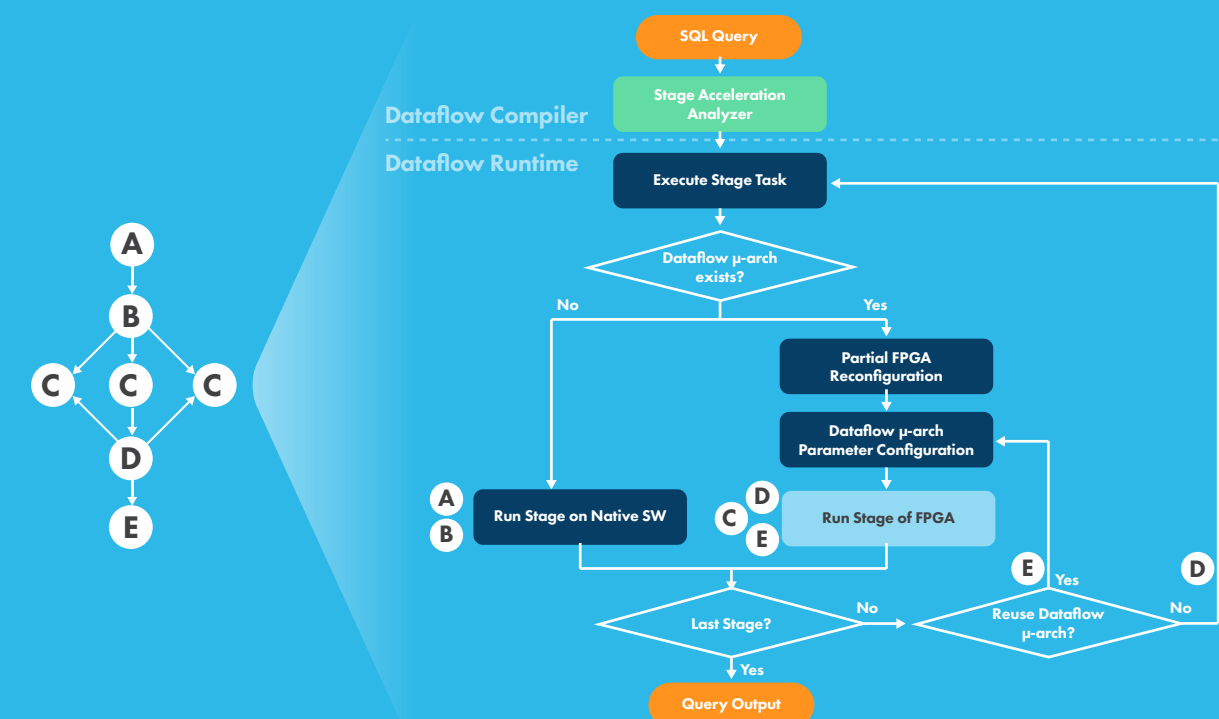 SQL Query
Stage Acceleration
Analyzer
Dataflow Compiler
Dataflow Runtime
Execute Stage Task
Dataflow µ-arch
exists?
No
Yes
Partial FPGA
Reconfiguration
Dataflow µ-arch
Parameter Configuration
A
B
Run Stage on Native SW
D
C
E
Run Stage of FPGA
Last Stage?
No
E
Yes
Reuse Dataflow
µ-arch?
No
D
Yes
Query Output
A
B
C
C
C
D
E